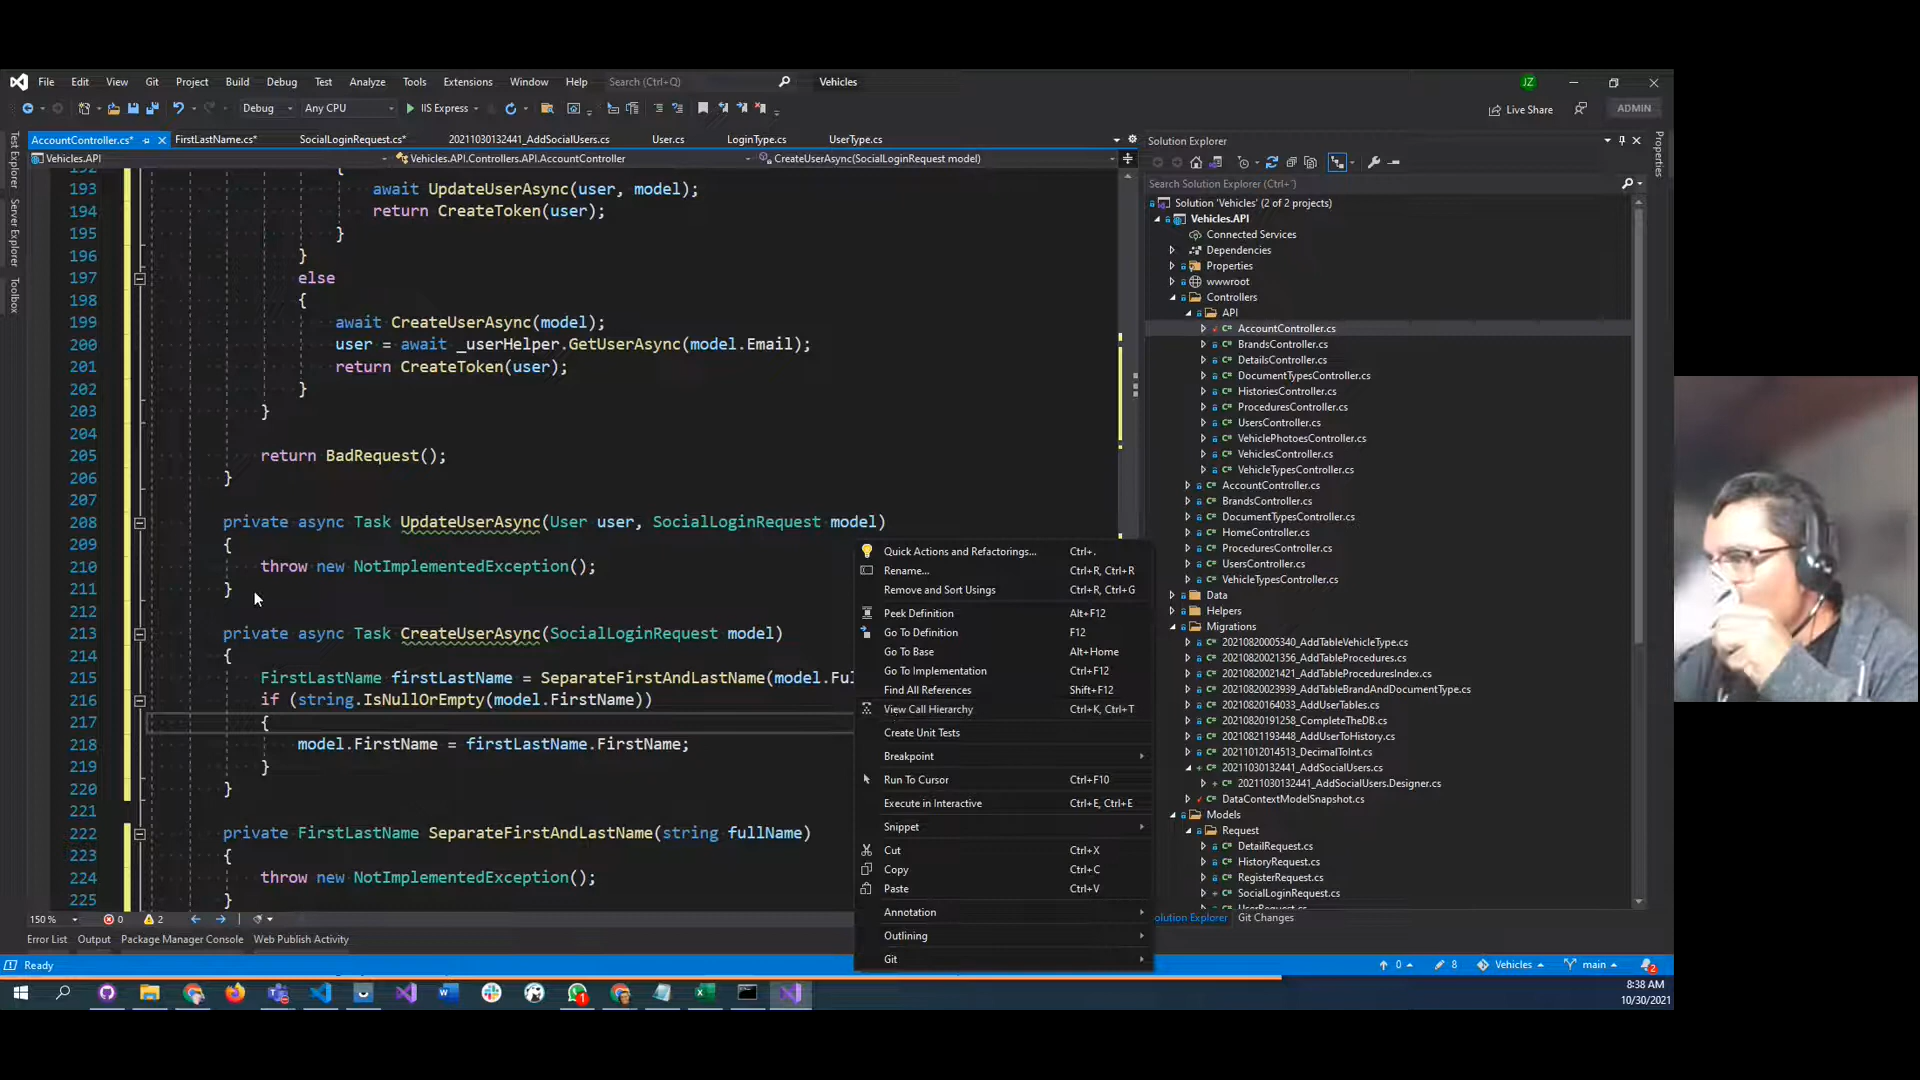 File Edit View Git Project Build Debug Test Analyze Tools Extensions Window Help Search (Ctrl+Q) Vehicles JZ
Debug Any CPU IIS Express Live Share ADMIN
AccountController.cs* FirstLastName.cs* SocialLoginRequest.cs* 20211030132441_AddSocialUsers.cs User.cs LoginType.cs UserType.cs
Vehicles.API Vehicles.API.Controllers.API.AccountController CreateUserAsync(SocialLoginRequest model)
Test Explorer
Server Explorer
Toolbox
192 {
193 await UpdateUserAsync(user, model);
194 return CreateToken(user);
195 }
196 }
197 else
198 {
199 await CreateUserAsync(model);
200 user = await _userHelper.GetUserAsync(model.Email);
201 return CreateToken(user);
202 }
203 }
204
205 return BadRequest();
206 }
207
208 private async Task UpdateUserAsync(User user, SocialLoginRequest model)
209 {
210 throw new NotImplementedException();
211 }
212
213 private async Task CreateUserAsync(SocialLoginRequest model)
214 {
215 FirstLastName firstLastName = SeparateFirstAndLastName(model.Ful
216 if (string.IsNullOrEmpty(model.FirstName))
217 {
218 model.FirstName = firstLastName.FirstName;
219 }
220 }
221
222 private FirstLastName SeparateFirstAndLastName(string fullName)
223 {
224 throw new NotImplementedException();
225 }
Quick Actions and Refactorings... Ctrl+.
Rename... Ctrl+R, Ctrl+R
Remove and Sort Usings Ctrl+R, Ctrl+G
Peek Definition Alt+F12
Go To Definition F12
Go To Base Alt+Home
Go To Implementation Ctrl+F12
Find All References Shift+F12
View Call Hierarchy Ctrl+K, Ctrl+T
Create Unit Tests
Breakpoint
Run To Cursor Ctrl+F10
Execute in Interactive Ctrl+E, Ctrl+E
Snippet
Cut Ctrl+X
Copy Ctrl+C
Paste Ctrl+V
Annotation
Outlining
Git
Solution Explorer
Properties
Search Solution Explorer (Ctrl+')
Solution 'Vehicles' (2 of 2 projects)
Vehicles.API
Connected Services
Dependencies
Properties
wwwroot
Controllers
API
AccountController.cs
BrandsController.cs
DetailsController.cs
DocumentTypesController.cs
HistoriesController.cs
ProceduresController.cs
UsersController.cs
VehiclePhotoesController.cs
VehiclesController.cs
VehicleTypesController.cs
AccountController.cs
BrandsController.cs
DocumentTypesController.cs
HomeController.cs
ProceduresController.cs
UsersController.cs
VehicleTypesController.cs
Data
Helpers
Migrations
20210820005340_AddTableVehicleType.cs
20210820021356_AddTableProcedures.cs
20210820021421_AddTableProceduresIndex.cs
20210820023939_AddTableBrandAndDocumentType.cs
20210820164033_AddUserTables.cs
20210820191258_CompleteTheDB.cs
20210821193448_AddUserToHistory.cs
20211012014513_DecimalToInt.cs
20211030132441_AddSocialUsers.cs
20211030132441_AddSocialUsers.Designer.cs
DataContextModelSnapshot.cs
Models
Request
DetailRequest.cs
HistoryRequest.cs
RegisterRequest.cs
SocialLoginRequest.cs
UserRequest.cs
150 % 0 2
olution Explorer Git Changes
Error List Output Package Manager Console Web Publish Activity
Ready 0 8 Vehicles main 2
8:38 AM
10/30/2021